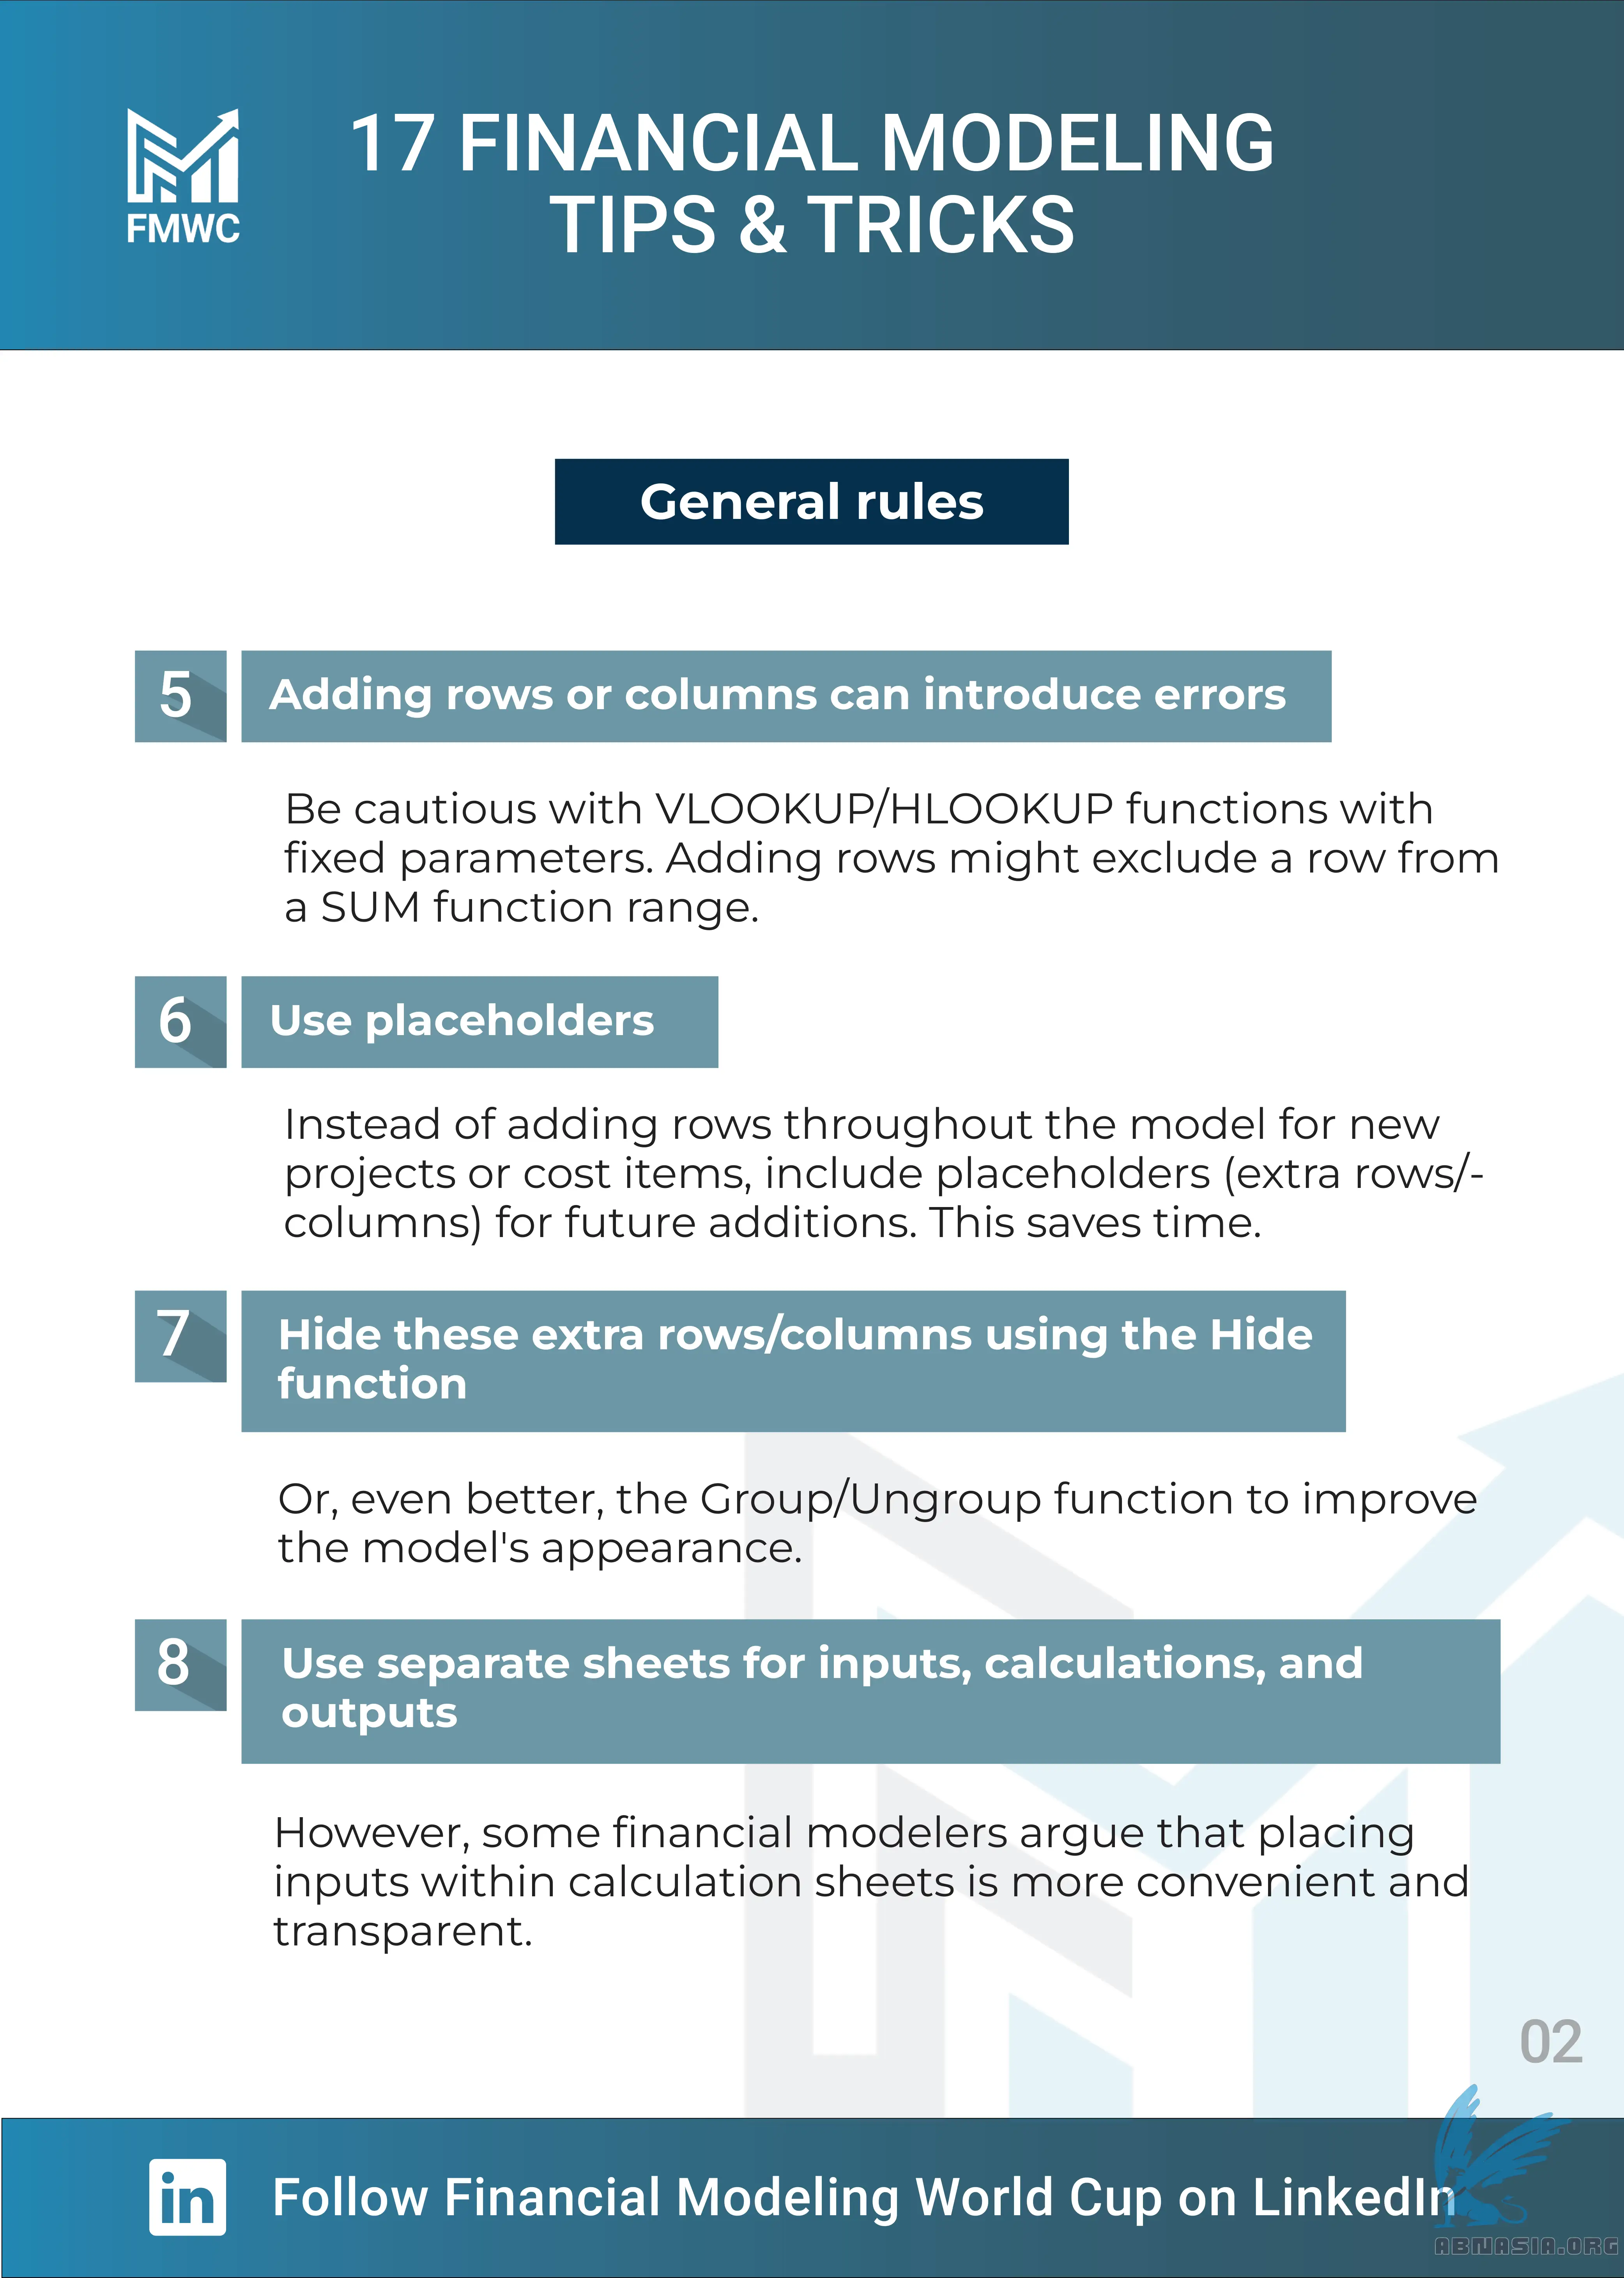 FMWC
17 FINANCIAL MODELING
TIPS & TRICKS
General rules
5
Adding rows or columns can introduce errors
Be cautious with VLOOKUP/HLOOKUP functions with
fixed parameters. Adding rows might exclude a row from
a SUM function range.
6
Use placeholders
Instead of adding rows throughout the model for new
projects or cost items, include placeholders (extra rows/-
columns) for future additions. This saves time.
7
Hide these extra rows/columns using the Hide
function
Or, even better, the Group/Ungroup function to improve
the model's appearance.
8
Use separate sheets for inputs, calculations, and
outputs
However, some financial modelers argue that placing
inputs within calculation sheets is more convenient and
transparent.
02
in
Follow Financial Modeling World Cup on LinkedIn
ABNASIA.ORG